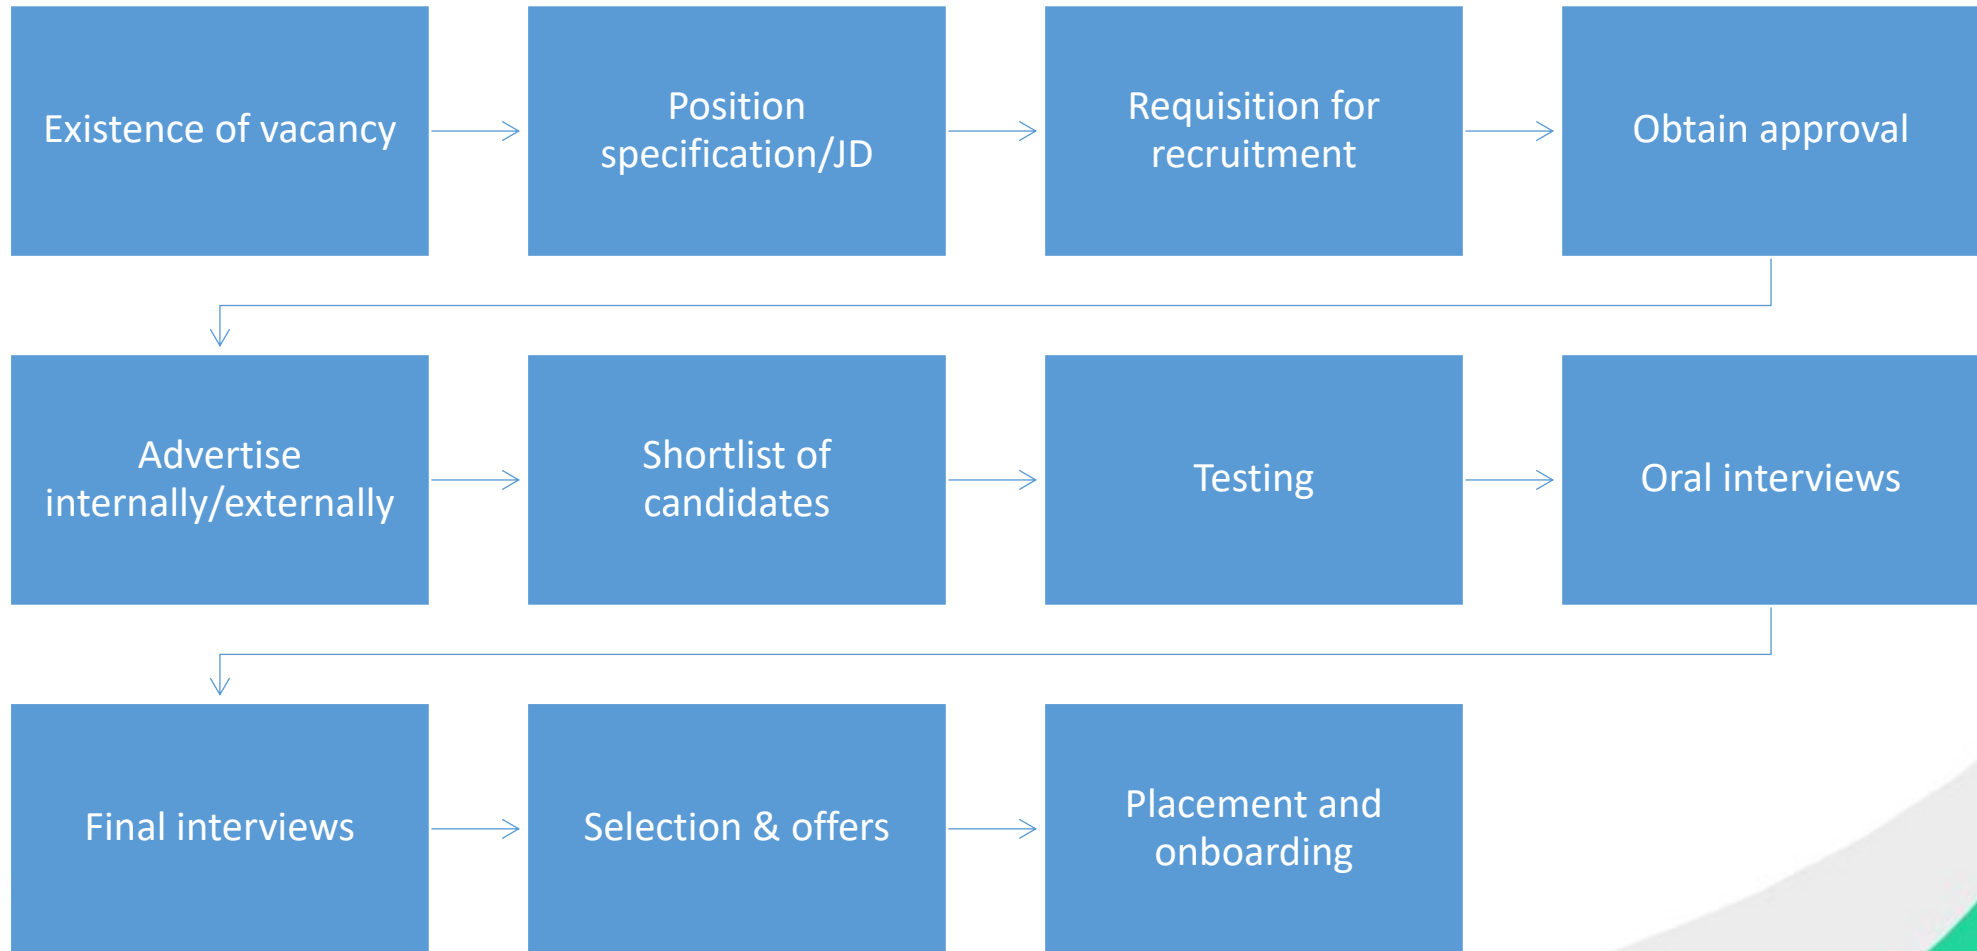 Existence of vacancy
Position
specification/JD
Requisition for
recruitment
Obtain approval
Advertise
internally/externally
Shortlist of
candidates
Testing
Oral interviews
Final interviews
Selection & offers
Placement and
onboarding